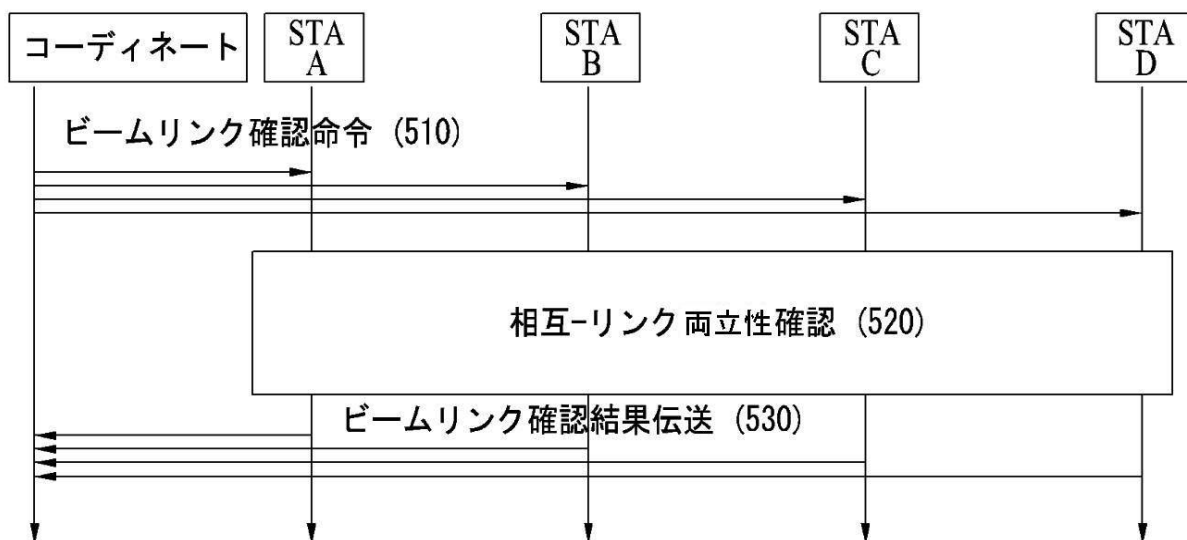 コーディネート
STA
A
STA
B
STA
C
STA
D
ビームリンク確認命令 (510)
相互-リンク両立性確認 (520)
ビームリンク確認結果伝送 (530)